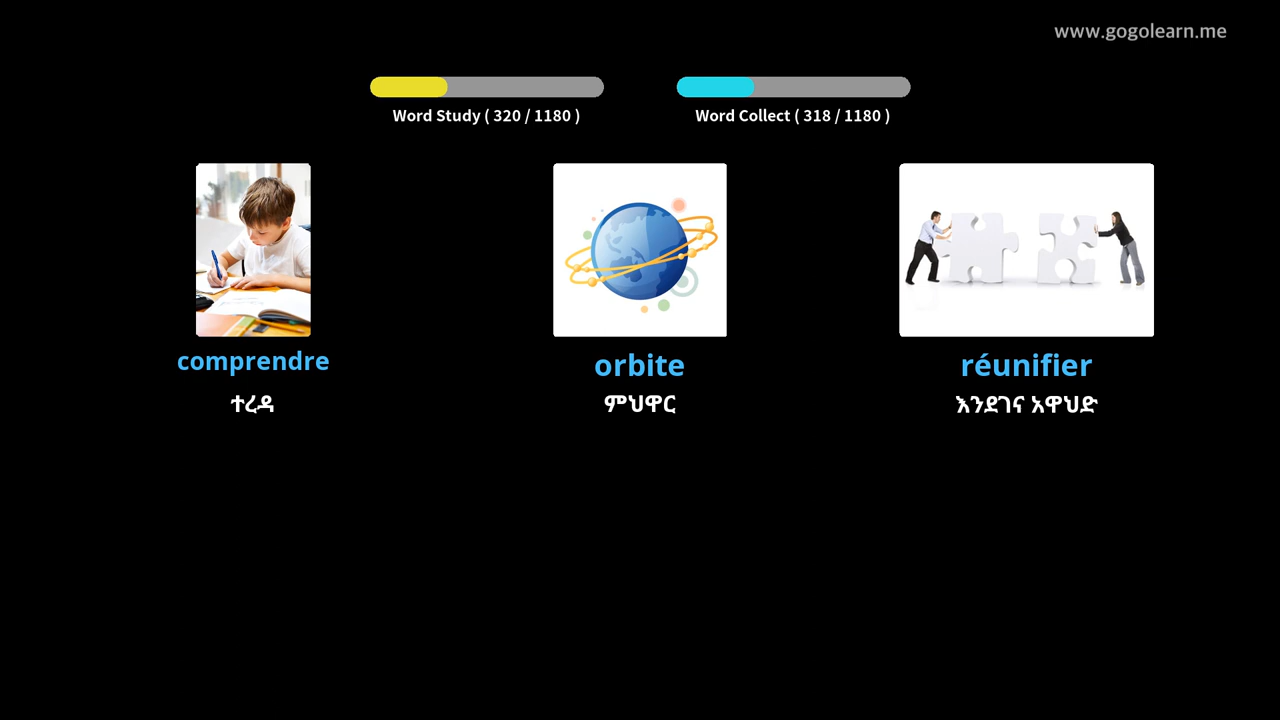 www.gogolearn.me
Word Study ( 320 / 1180 )
Word Collect ( 318 / 1180 )
comprendre
ተረዳ
orbite
ምህዋር
réunifier
እንደገና አዋህድ